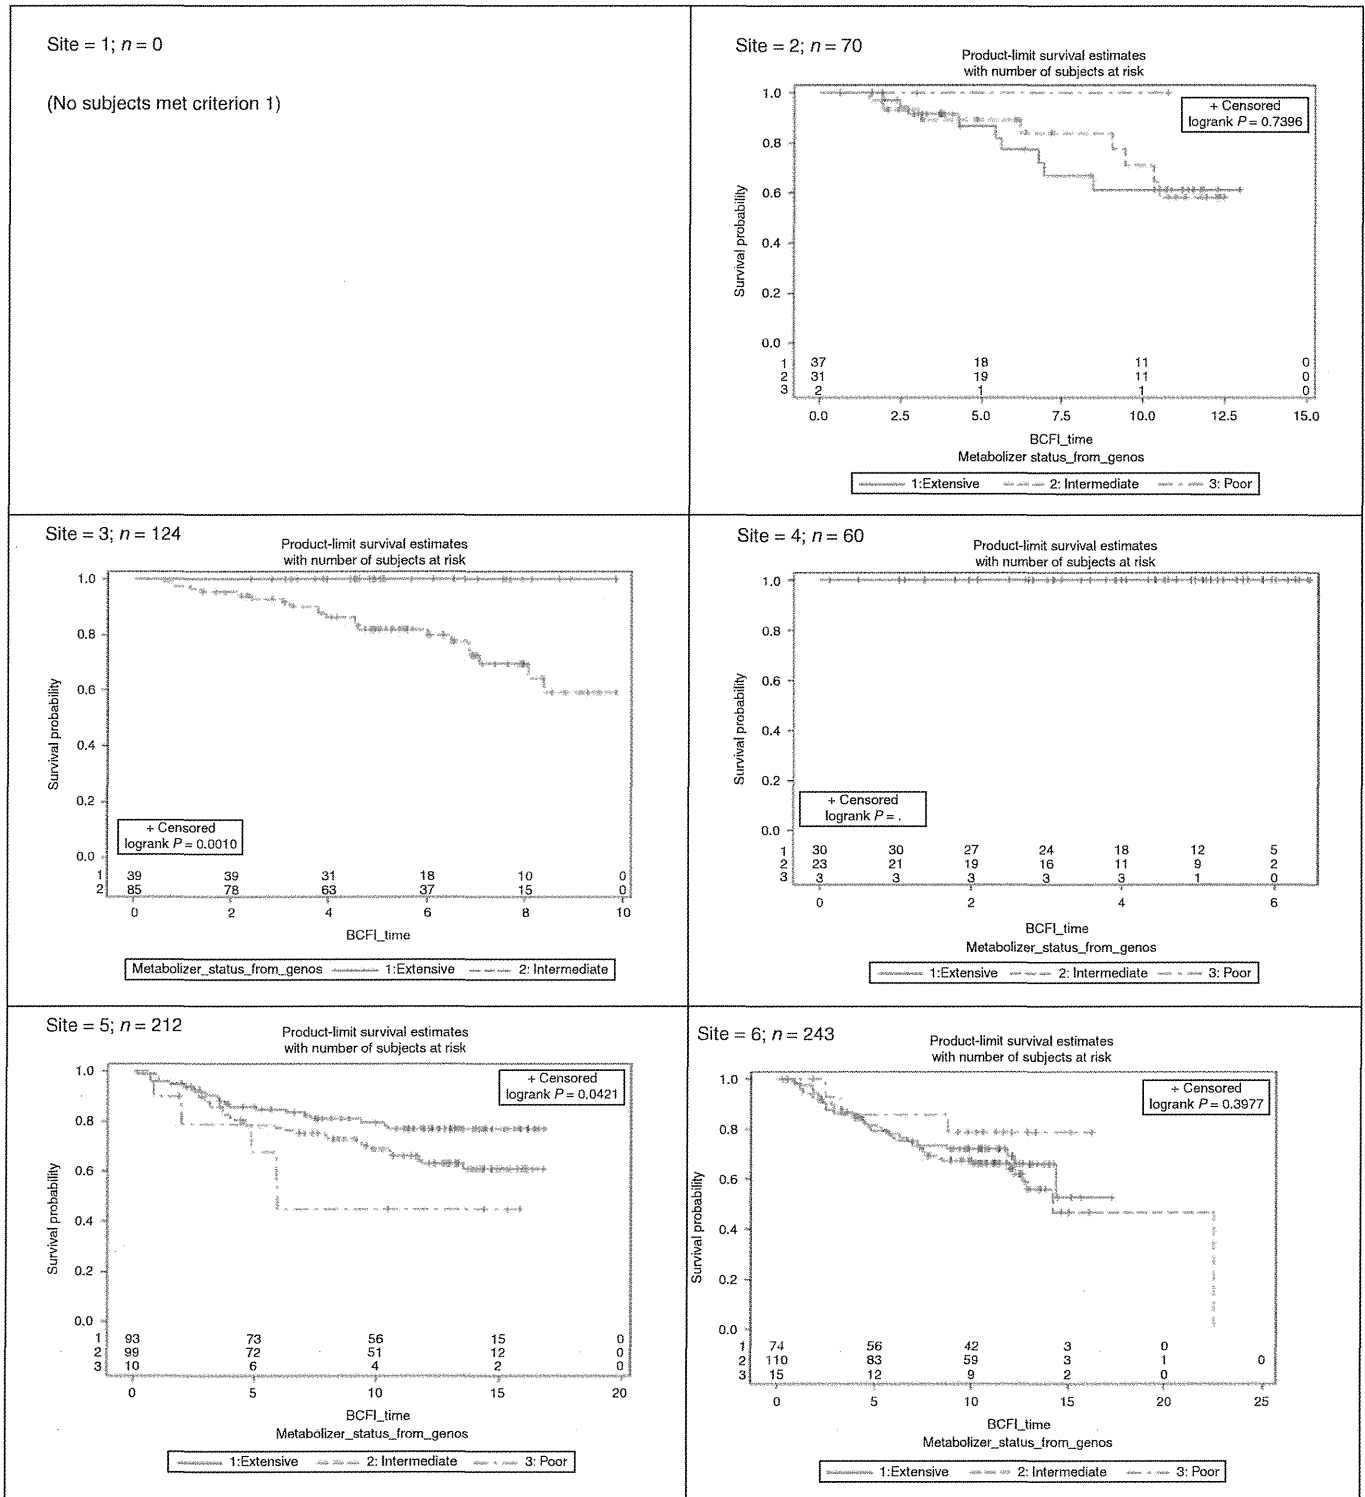 Site = 1; n = 0
(No subjects met criterion 1)
Site = 2; n = 70
Product-limit survival estimates
with number of subjects at risk
+ Censored
logrank P = 0.7396
Survival probability
1.0
0.8
0.6
0.4
0.2
0.0
1 37 18 11 0
2 31 19 11 0
3 2 1 1 0
0.0 2.5 5.0 7.5 10.0 12.5 15.0
BCFI_time
Metabolizer status_from_genos
1:Extensive 2: Intermediate 3: Poor
Site = 3; n = 124
Product-limit survival estimates
with number of subjects at risk
Survival probability
1.0
0.8
0.6
0.4
0.2
0.0
+ Censored
logrank P = 0.0010
1 39 39 31 18 10 0
2 85 78 63 37 15 0
0 2 4 6 8 10
BCFI_time
Metabolizer_status_from_genos 1:Extensive 2: Intermediate
Site = 4; n = 60
Product-limit survival estimates
with number of subjects at risk
Survival probability
1.0
0.8
0.6
0.4
0.2
0.0
+ Censored
logrank P = .
1 30 30 27 24 18 12 5
2 23 21 19 16 11 9 2
3 3 3 3 3 3 1 0
0 2 4 6
BCFI_time
Metabolizer_status_from_genos
1:Extensive 2: Intermediate 3: Poor
Site = 5; n = 212
Product-limit survival estimates
with number of subjects at risk
+ Censored
logrank P = 0.0421
Survival probability
1.0
0.8
0.6
0.4
0.2
0.0
1 93 73 56 15 0
2 99 72 51 12 0
3 10 6 4 2 0
0 5 10 15 20
BCFI_time
Metabolizer_status_from_genos
1:Extensive 2: Intermediate 3: Poor
Site = 6; n = 243
Product-limit survival estimates
with number of subjects at risk
+ Censored
logrank P = 0.3977
Survival probability
1.0
0.8
0.6
0.4
0.2
0.0
1 74 56 42 3 0
2 110 83 59 3 1 0
3 15 12 9 2 0
0 5 10 15 20 25
BCFI_time
Metabolizer_status_from_genos
1:Extensive 2: Intermediate 3: Poor